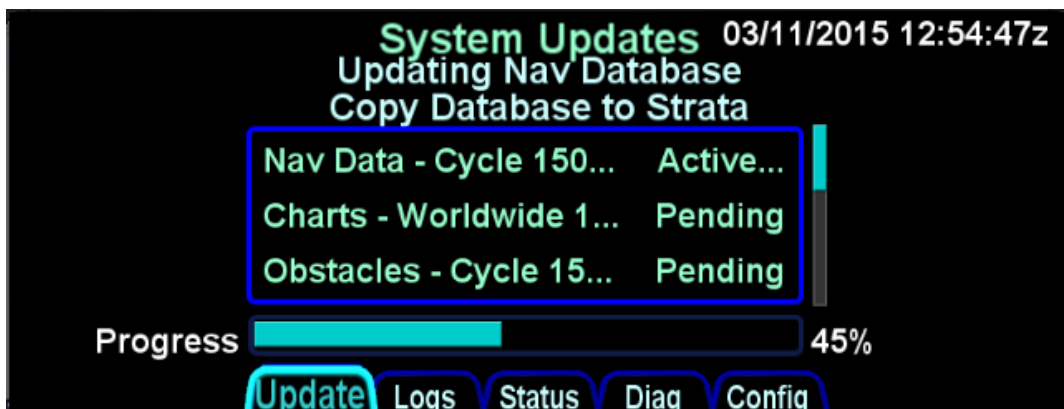 System Updates 03/11/2015 12:54:47z
Updating Nav Database
Copy Database to Strata
Nav Data - Cycle 150... Active...
Charts - Worldwide 1... Pending
Obstacles - Cycle 15... Pending
Progress 45%
Update Logs Status Diag Config